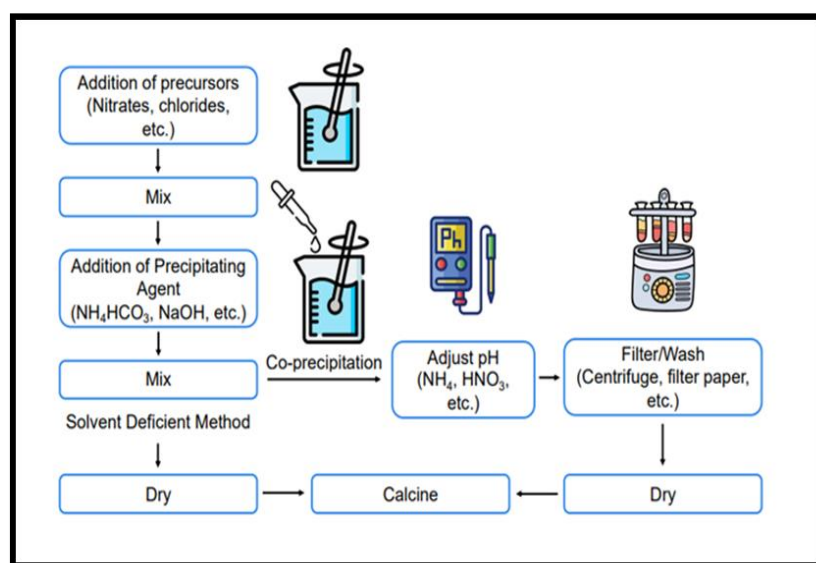 Addition of precursors
(Nitrates, chlorides,
etc.)
Mix
Addition of Precipitating
Agent
(NH₄HCO₃, NaOH, etc.)
Mix
Co-precipitation
Ph
Adjust pH
(NH₄, HNO₃,
etc.)
Filter/Wash
(Centrifuge, filter paper,
etc.)
Solvent Deficient Method
Dry
Calcine
Dry